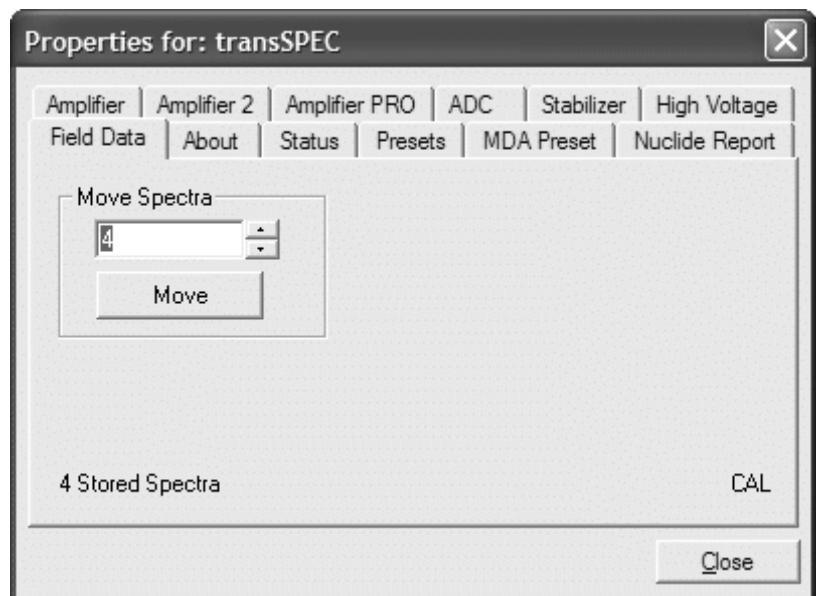 Properties for: transSPEC
Amplifier Amplifier 2 Amplifier PRO ADC Stabilizer High Voltage
Field Data About Status Presets MDA Preset Nuclide Report
Move Spectra
4
Move
4 Stored Spectra CAL
Close